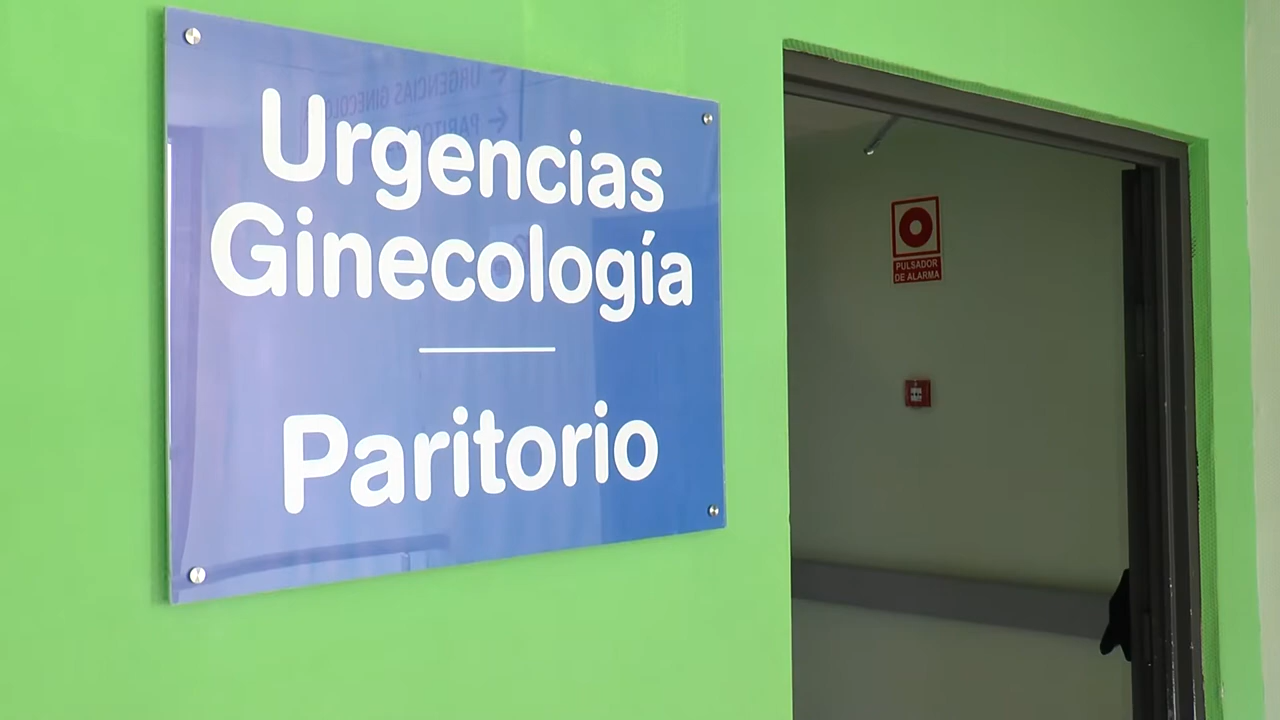 Urgencias
Ginecología
Paritorio
PULSADOR
DE ALARMA